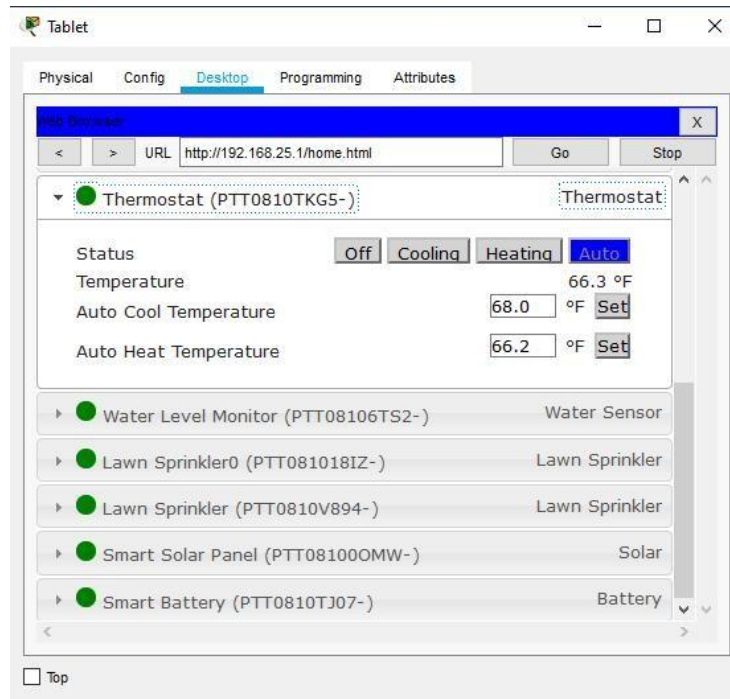 Tablet
Physical Config Desktop Programming Attributes
Web Browser X
< > URL http://192.168.25.1/home.html Go Stop
Thermostat (PTT0810TKG5-) Thermostat
Status Off Cooling Heating Auto
Temperature 66.3 °F
Auto Cool Temperature 68.0 °F Set
Auto Heat Temperature 66.2 °F Set
Water Level Monitor (PTT08106TS2-) Water Sensor
Lawn Sprinkler0 (PTT081018IZ-) Lawn Sprinkler
Lawn Sprinkler (PTT0810V894-) Lawn Sprinkler
Smart Solar Panel (PTT08100OMW-) Solar
Smart Battery (PTT0810TJ07-) Battery
Top